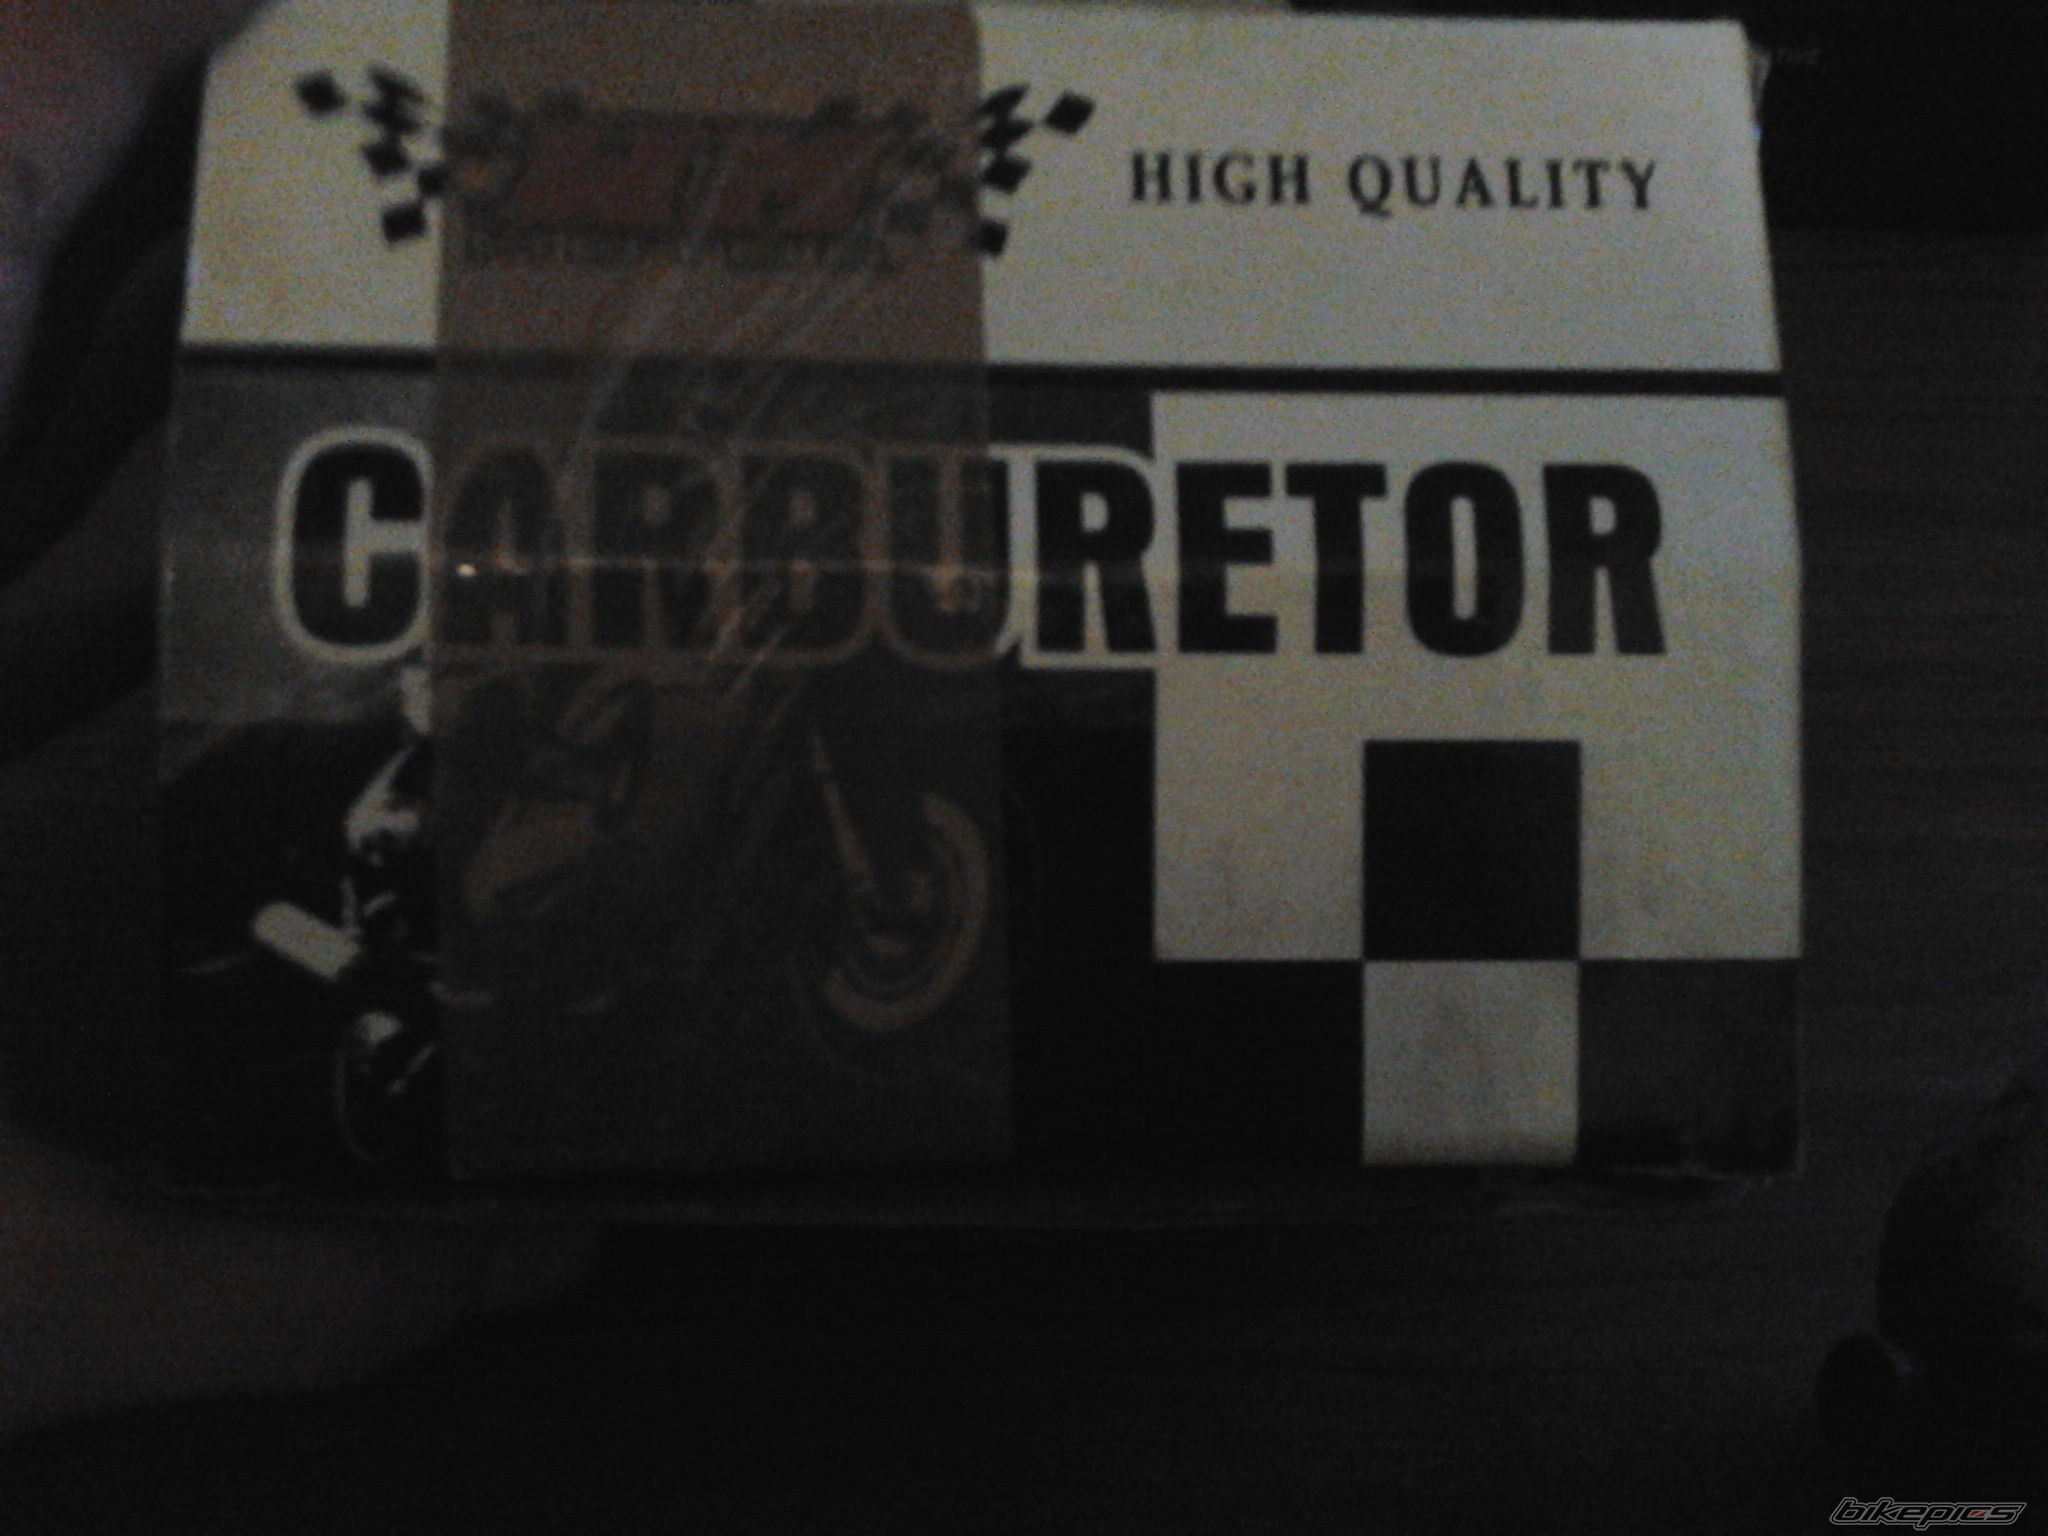 HIGH QUALITY
CARBURETOR
bikepics